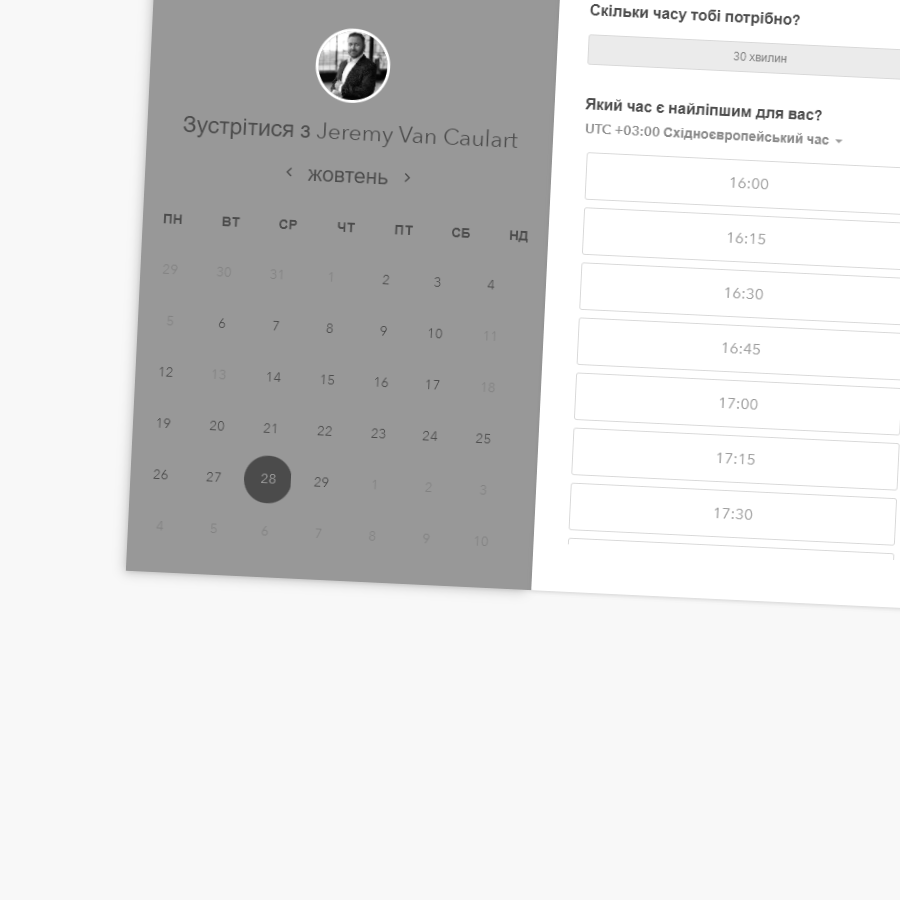 Зустрітися з Jeremy Van Caulart
жовтень
ПН ВТ СР ЧТ ПТ СБ НД
29 30 31 1 2 3 4
5 6 7 8 9 10 11
12 13 14 15 16 17 18
19 20 21 22 23 24 25
26 27 28 29 1 2 3
4 5 6 7 8 9 10
Скільки часу тобі потрібно?
30 хвилин
Який час є найліпшим для вас?
UTC +03:00 Східноєвропейський час
16:00
16:15
16:30
16:45
17:00
17:15
17:30